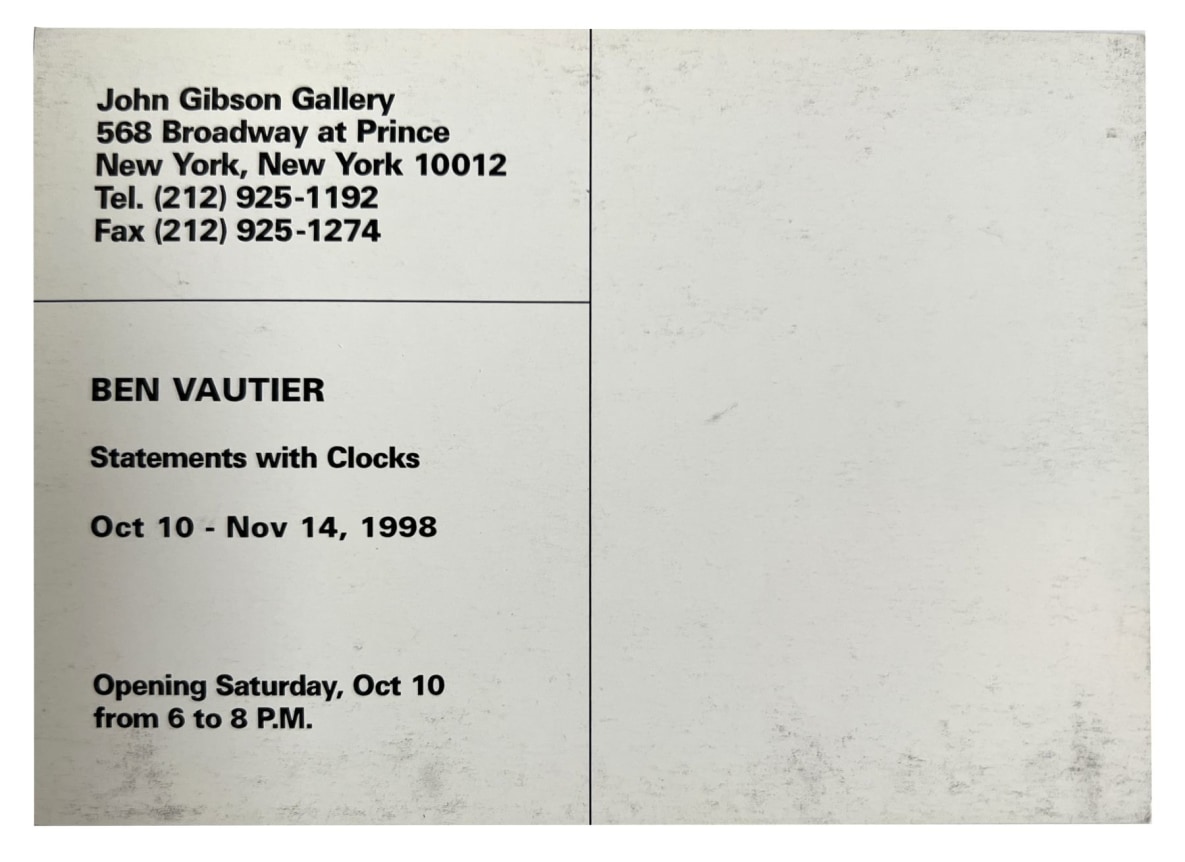 John Gibson Gallery
568 Broadway at Prince
New York, New York 10012
Tel. (212) 925-1192
Fax (212) 925-1274
BEN VAUTIER
Statements with Clocks
Oct 10 - Nov 14, 1998
Opening Saturday, Oct 10
from 6 to 8 P.M.